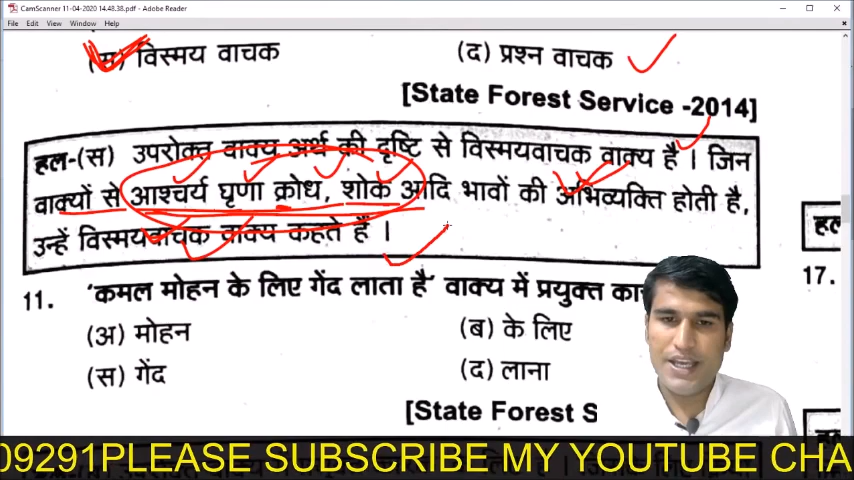 CamScanner 11-04-2020 14.48.38.pdf - Adobe Reader
File Edit View Window Help
(स) विस्मय वाचक (द) प्रश्न वाचक
[State Forest Service -2014]
हल-(स) उपरोक्त वाक्य अर्थ की दृष्टि से विस्मयवाचक वाक्य है । जिन
वाक्यों से आश्चर्य घृणा क्रोध, शोक आदि भावों की अभिव्यक्ति होती है,
उन्हें विस्मयवाचक वाक्य कहते हैं ।
हल
11. 'कमल मोहन के लिए गेंद लाता है' वाक्य में प्रयुक्त का
17.
(अ) मोहन (ब) के लिए
(स) गेंद (द) लाना
[State Forest S
09291PLEASE SUBSCRIBE MY YOUTUBE CHA